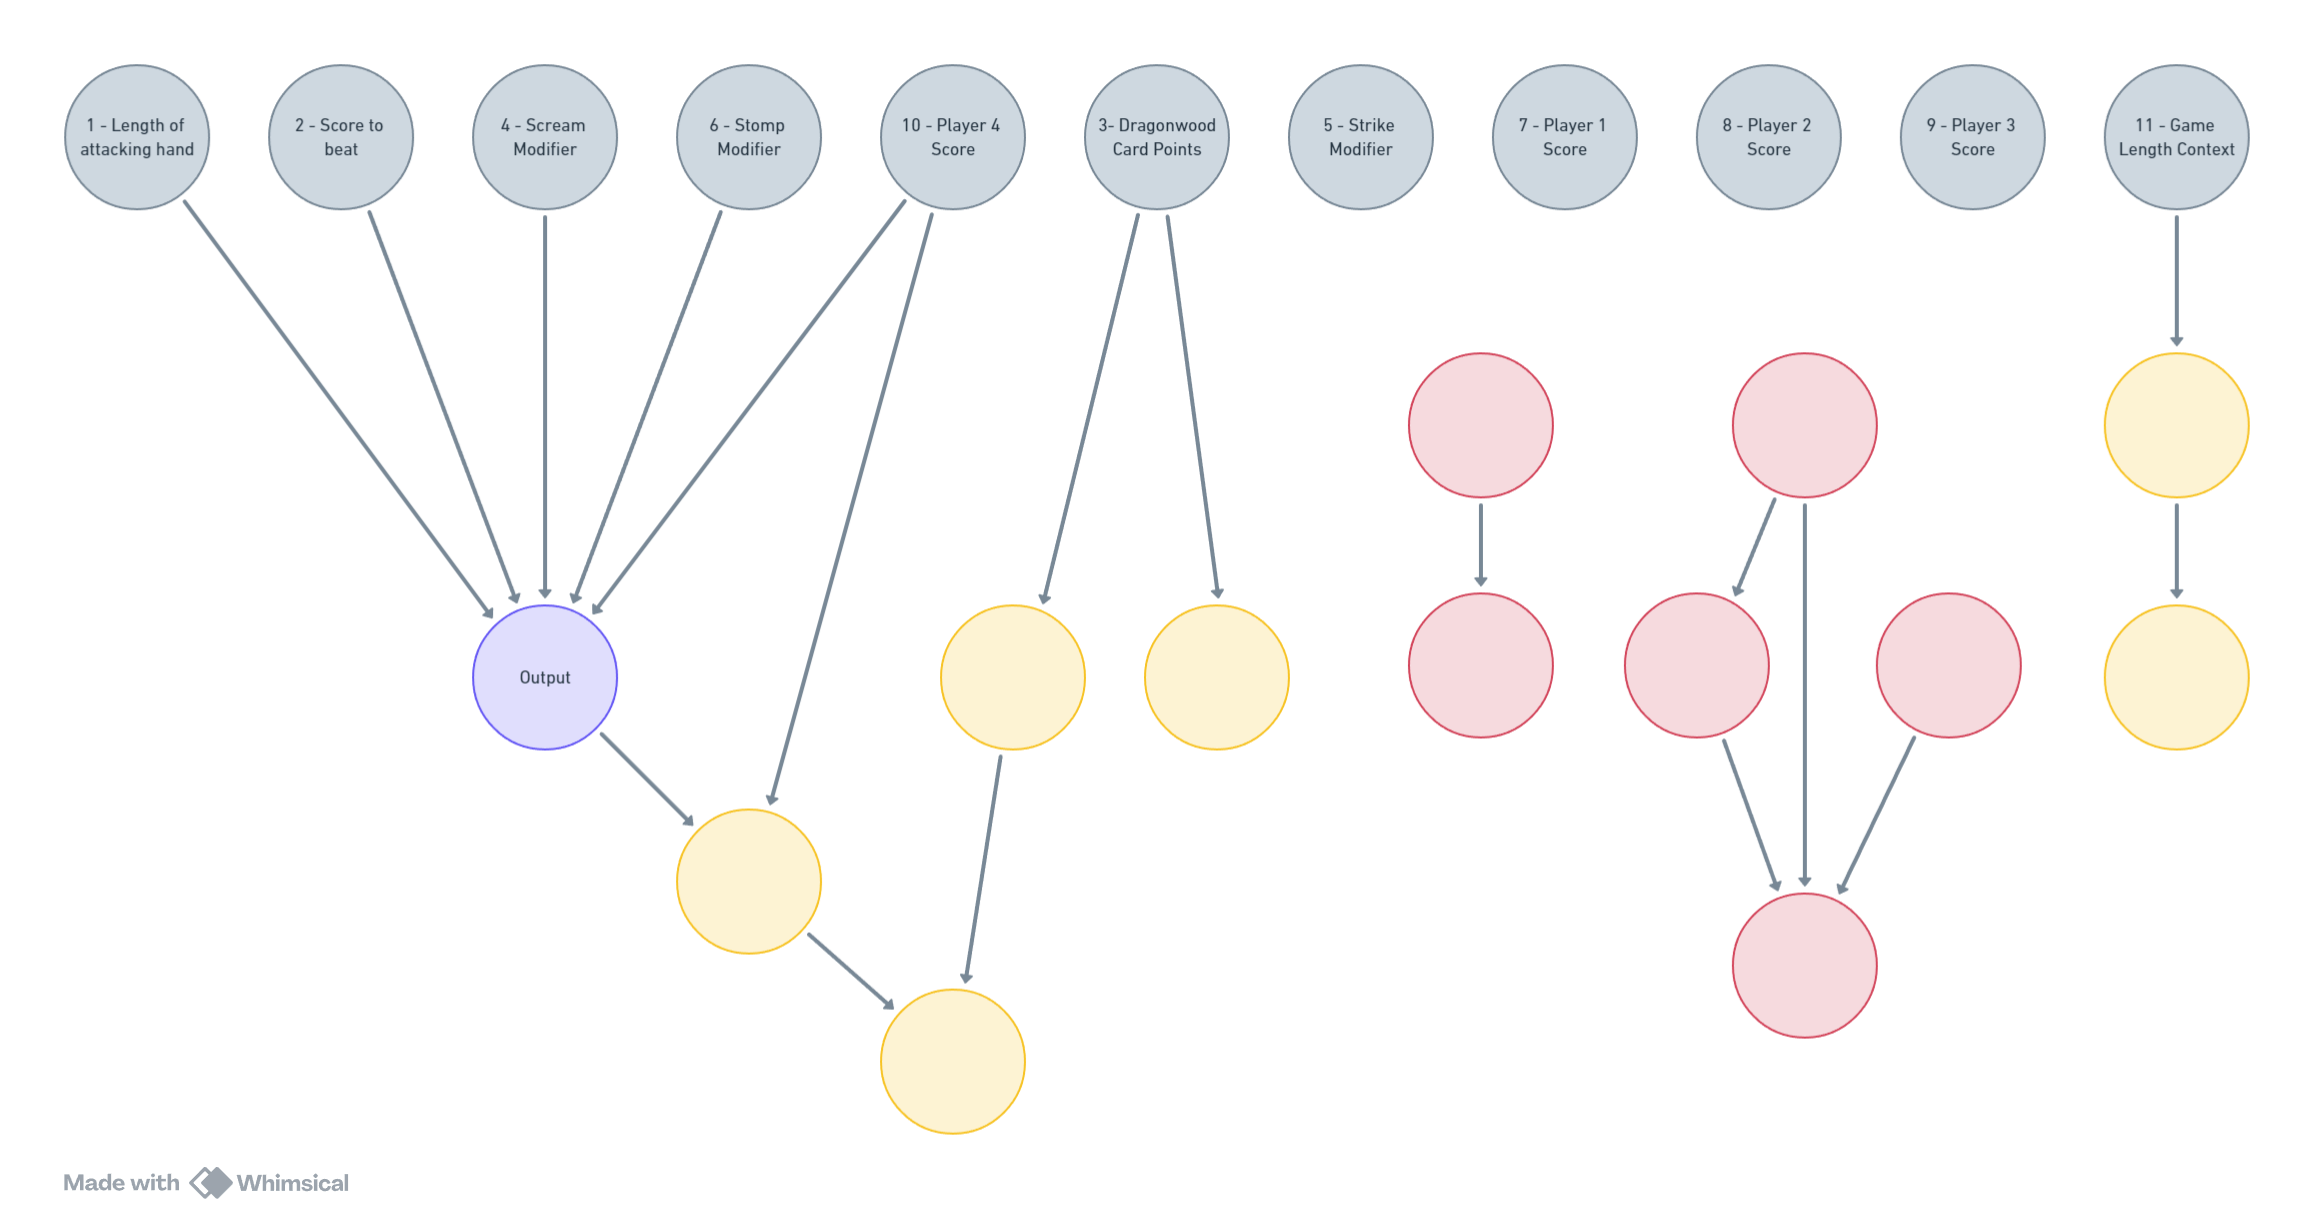 1 - Length of
attacking hand
2 - Score to
beat
4 - Scream
Modifier
6 - Stomp
Modifier
10 - Player 4
Score
3- Dragonwood
Card Points
5 - Strike
Modifier
7 - Player 1
Score
8 - Player 2
Score
9 - Player 3
Score
11 - Game
Length Context
Output
Made with Whimsical